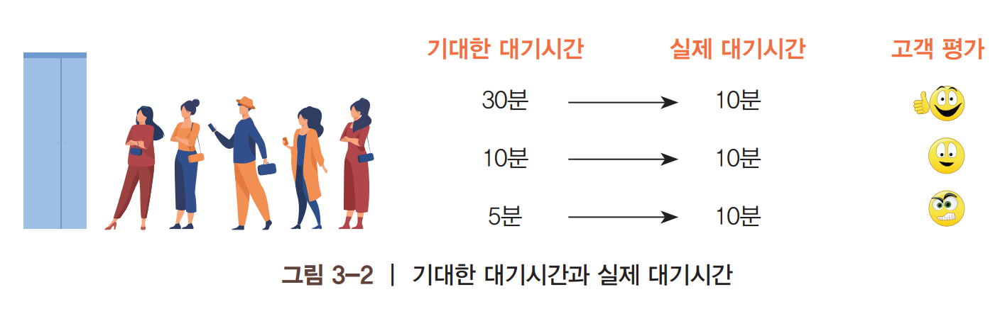 기대한 대기시간 실제 대기시간 고객 평가
30분 10분
10분 10분
5분 10분
그림 3-2 | 기대한 대기시간과 실제 대기시간